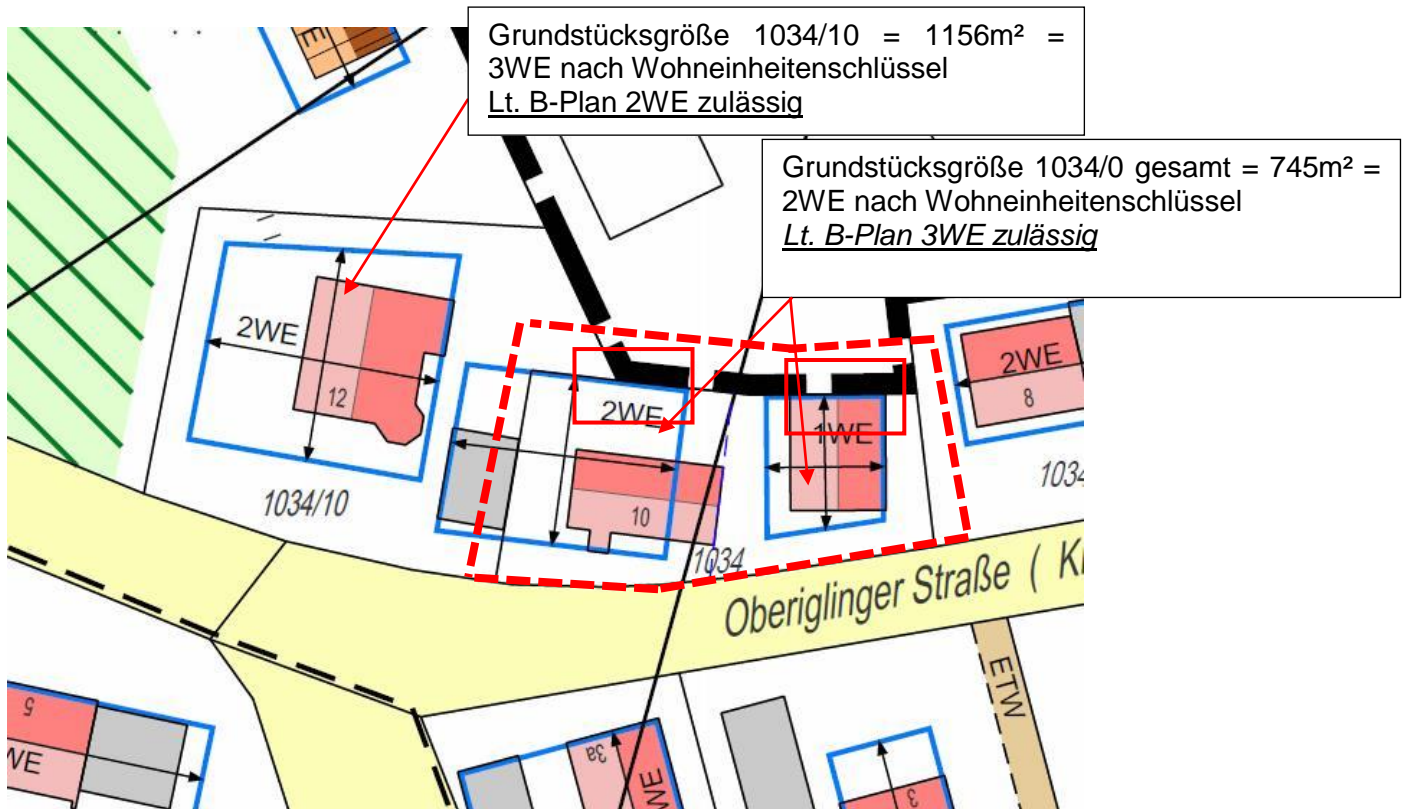 Grundstücksgröße 1034/10 = 1156m² =
3WE nach Wohneinheitenschlüssel
Lt. B-Plan 2WE zulässig
Grundstücksgröße 1034/0 gesamt = 745m² =
2WE nach Wohneinheitenschlüssel
Lt. B-Plan 3WE zulässig
2WE
12
1034/10
2WE
10
1034
1WE
2WE
8
1034
Oberiglinger Straße ( K
ETW
5
WE
3a
WE
3